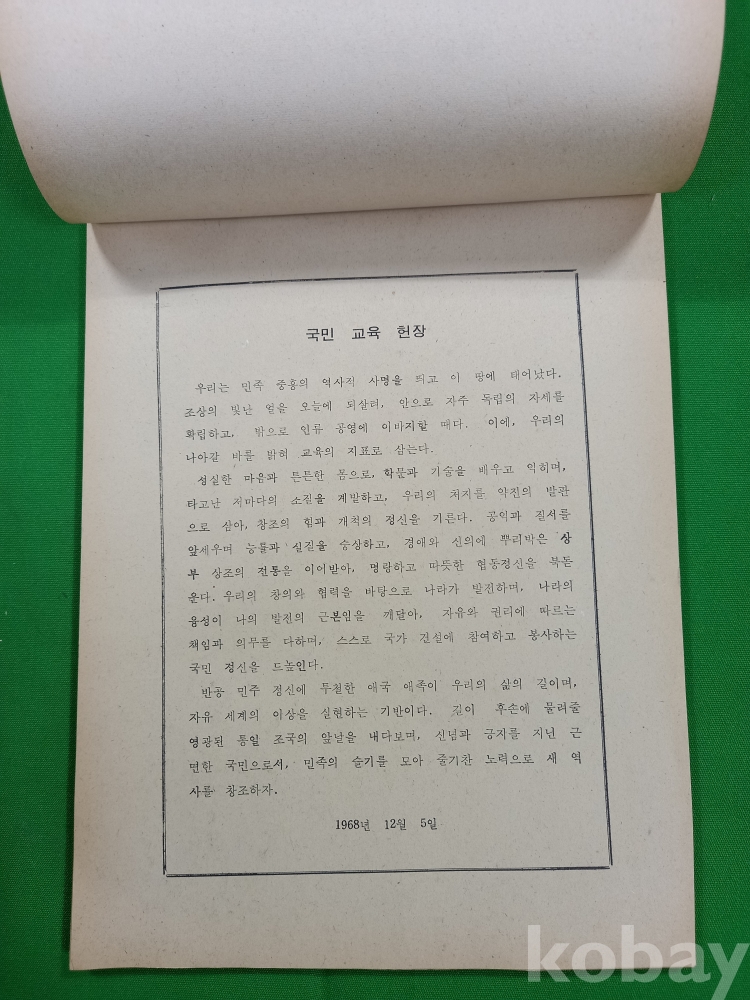 국민 교육 헌장
우리는 민족 중흥의 역사적 사명을 띄고 이 땅에 태어났다.
조상의 빛난 얼을 오늘에 되살려, 안으로 자주 독립의 자세를
확립하고, 밖으로 인류 공영에 이바지할 때다. 이에, 우리의
나아갈 바를 밝혀 교육의 지표로 삼는다.
성실한 마음과 튼튼한 몸으로, 학문과 기술을 배우고 익히며,
타고난 저마다의 소질을 계발하고, 우리의 처지를 약진의 발판
으로 삼아, 창조의 힘과 개척의 정신을 기른다. 공익과 질서를
앞세우며 능률과 실질을 숭상하고, 경애와 신의에 뿌리박은 상
부 상조의 전통을 이어받아, 명랑하고 따뜻한 협동정신을 북돋
운다. 우리의 창의와 협력을 바탕으로 나라가 발전하며, 나라의
융성이 나의 발전의 근본임을 깨달아, 자유와 권리에 따르는
책임과 의무를 다하며, 스스로 국가 건설에 참여하고 봉사하는
국민 정신을 드높인다.
반공 민주 정신에 투철한 애국 애족이 우리의 삶의 길이며,
자유 세계의 이상을 실현하는 기반이다. 길이 후손에 물려줄
영광된 통일 조국의 앞날을 내다보며, 신념과 긍지를 지닌 근
면한 국민으로서, 민족의 슬기를 모아 줄기찬 노력으로 새 역
사를 창조하자.
1968년 12월 5일
kobay